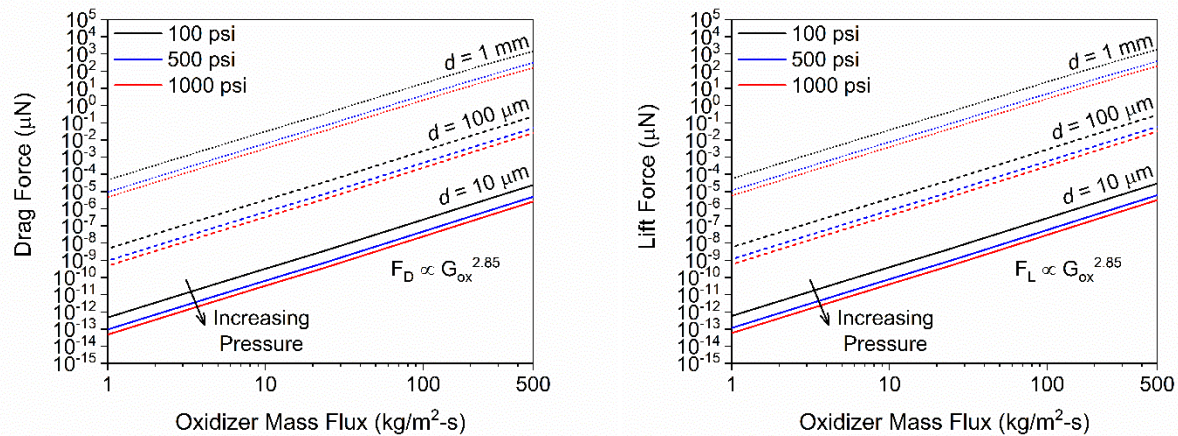 100 psi
500 psi
1000 psi
d = 1 mm
d = 100 μm
d = 10 μm
F_D ∝ G_ox^2.85
Increasing
Pressure
Drag Force (μN)
10^5
10^4
10^3
10^2
10^1
10^0
10^-1
10^-2
10^-3
10^-4
10^-5
10^-6
10^-7
10^-8
10^-9
10^-10
10^-11
10^-12
10^-13
10^-14
10^-15
1 10 100 500
Oxidizer Mass Flux (kg/m²-s)
100 psi
500 psi
1000 psi
d = 1 mm
d = 100 μm
d = 10 μm
F_L ∝ G_ox^2.85
Increasing
Pressure
Lift Force (μN)
10^5
10^4
10^3
10^2
10^1
10^0
10^-1
10^-2
10^-3
10^-4
10^-5
10^-6
10^-7
10^-8
10^-9
10^-10
10^-11
10^-12
10^-13
10^-14
10^-15
1 10 100 500
Oxidizer Mass Flux (kg/m²-s)